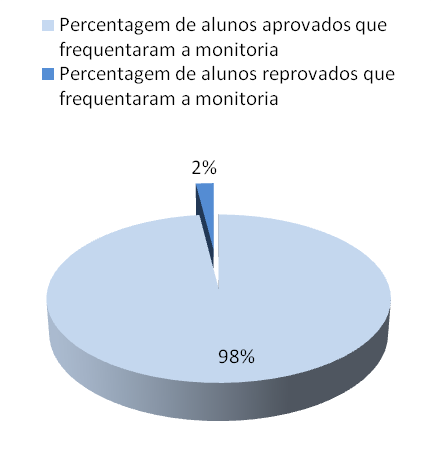 Percentagem de alunos aprovados que
frequentaram a monitoria
Percentagem de alunos reprovados que
frequentaram a monitoria
2%
98%